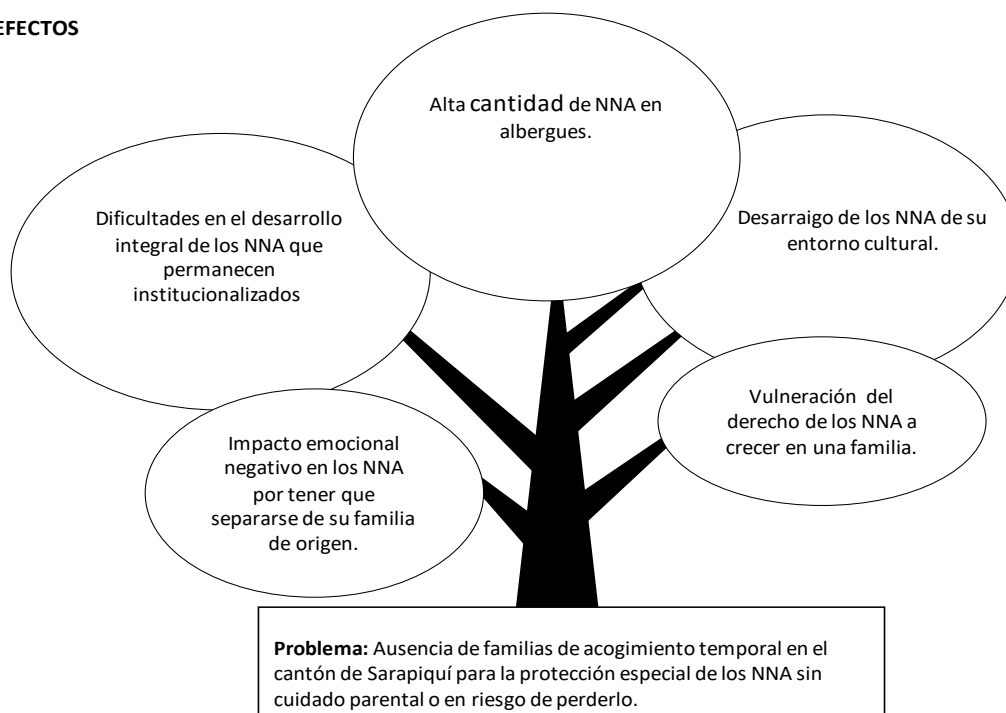 EFECTOS
Alta cantidad de NNA en
albergues.
Dificultades en el desarrollo
integral de los NNA que
permanecen
institucionalizados
Desarraigo de los NNA de su
entorno cultural.
Impacto emocional
negativo en los NNA
por tener que
separarse de su familia
de origen.
Vulneración del
derecho de los NNA a
crecer en una familia.
Problema: Ausencia de familias de acogimiento temporal en el
cantón de Sarapiquí para la protección especial de los NNA sin
cuidado parental o en riesgo de perderlo.